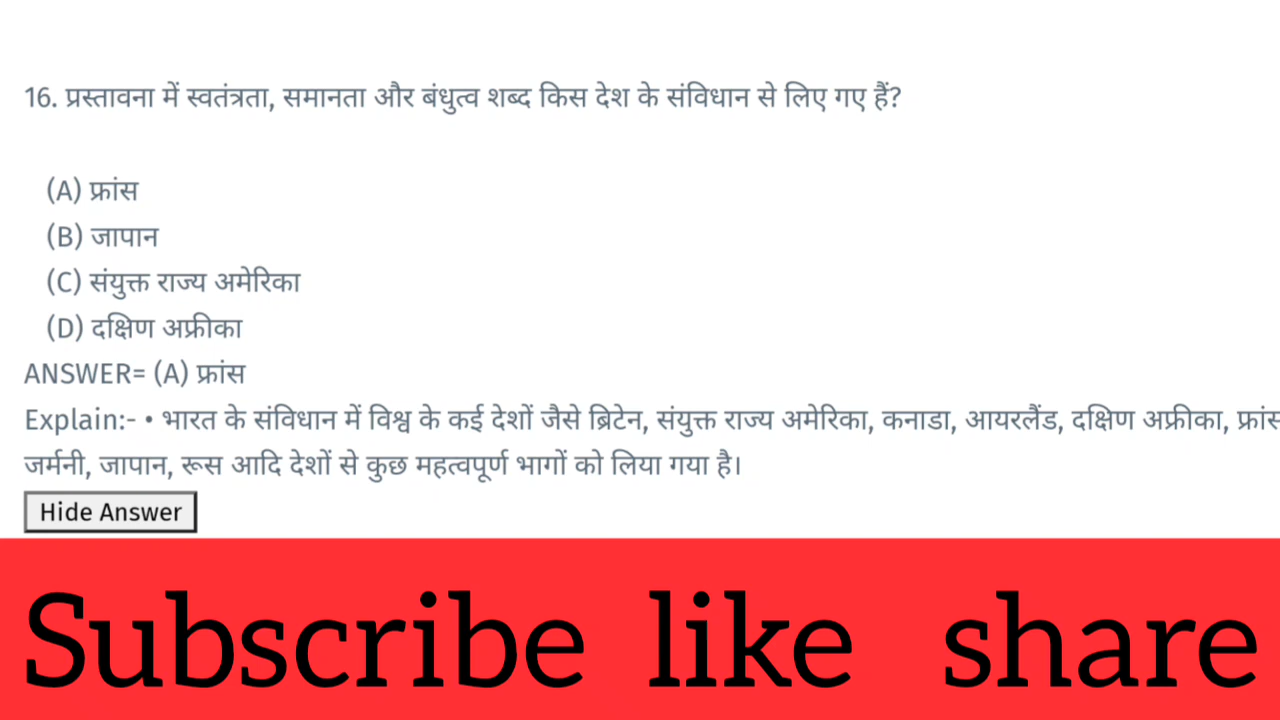 16. प्रस्तावना में स्वतंत्रता, समानता और बंधुत्व शब्द किस देश के संविधान से लिए गए हैं?
(A) फ्रांस
(B) जापान
(C) संयुक्त राज्य अमेरिका
(D) दक्षिण अफ्रीका
ANSWER= (A) फ्रांस
Explain:- • भारत के संविधान में विश्व के कई देशों जैसे ब्रिटेन, संयुक्त राज्य अमेरिका, कनाडा, आयरलैंड, दक्षिण अफ्रीका, फ्रांस
जर्मनी, जापान, रूस आदि देशों से कुछ महत्वपूर्ण भागों को लिया गया है।
Hide Answer
Subscribe like share